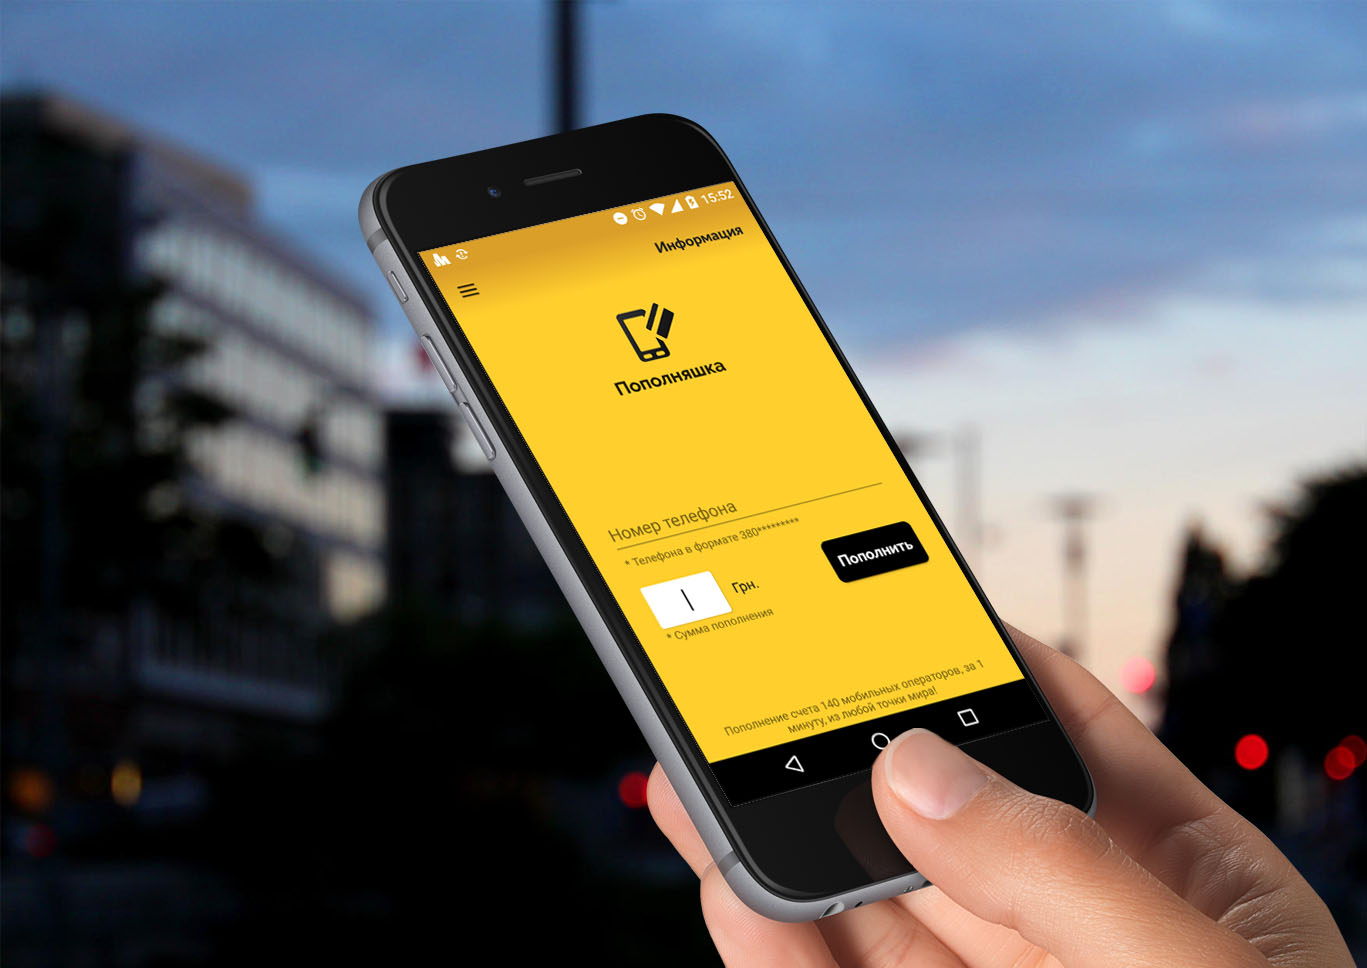 15:52
Информация
Пополняшка
Номер телефона
* Телефона в формате 380*********
Грн.
Пополнить
* Сумма пополнения
Пополнение счета 140 мобильных операторов, за 1
минуту, из любой точки мира!